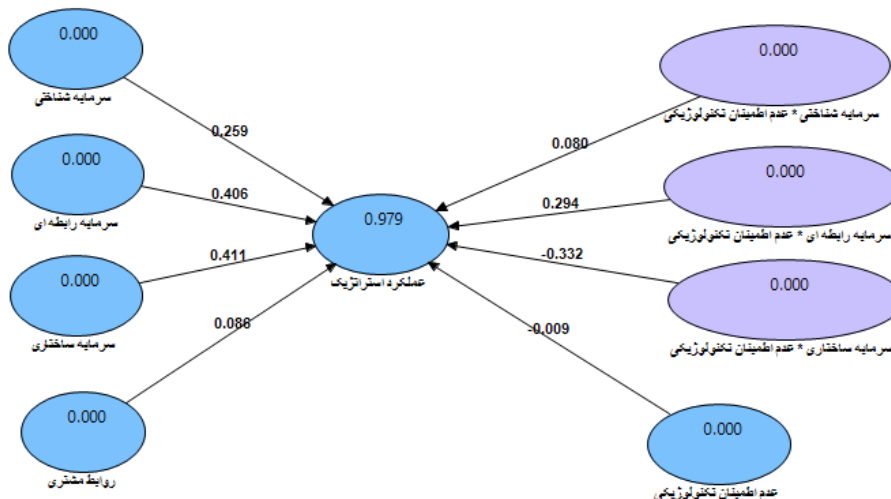 0.000
سرمایه شناختی
0.000
سرمایه شناختی * عدم اطمینان تکنولوژیکی
0.259
0.080
0.000
سرمایه رابطه ای
0.406
0.979
عملکرد استراتژیک
0.294
0.000
سرمایه رابطه ای * عدم اطمینان تکنولوژیکی
0.000
سرمایه ساختاری
0.411
-0.332
0.000
سرمایه ساختاری * عدم اطمینان تکنولوژیکی
0.086
-0.009
0.000
روابط مشتری
0.000
عدم اطمینان تکنولوژیکی